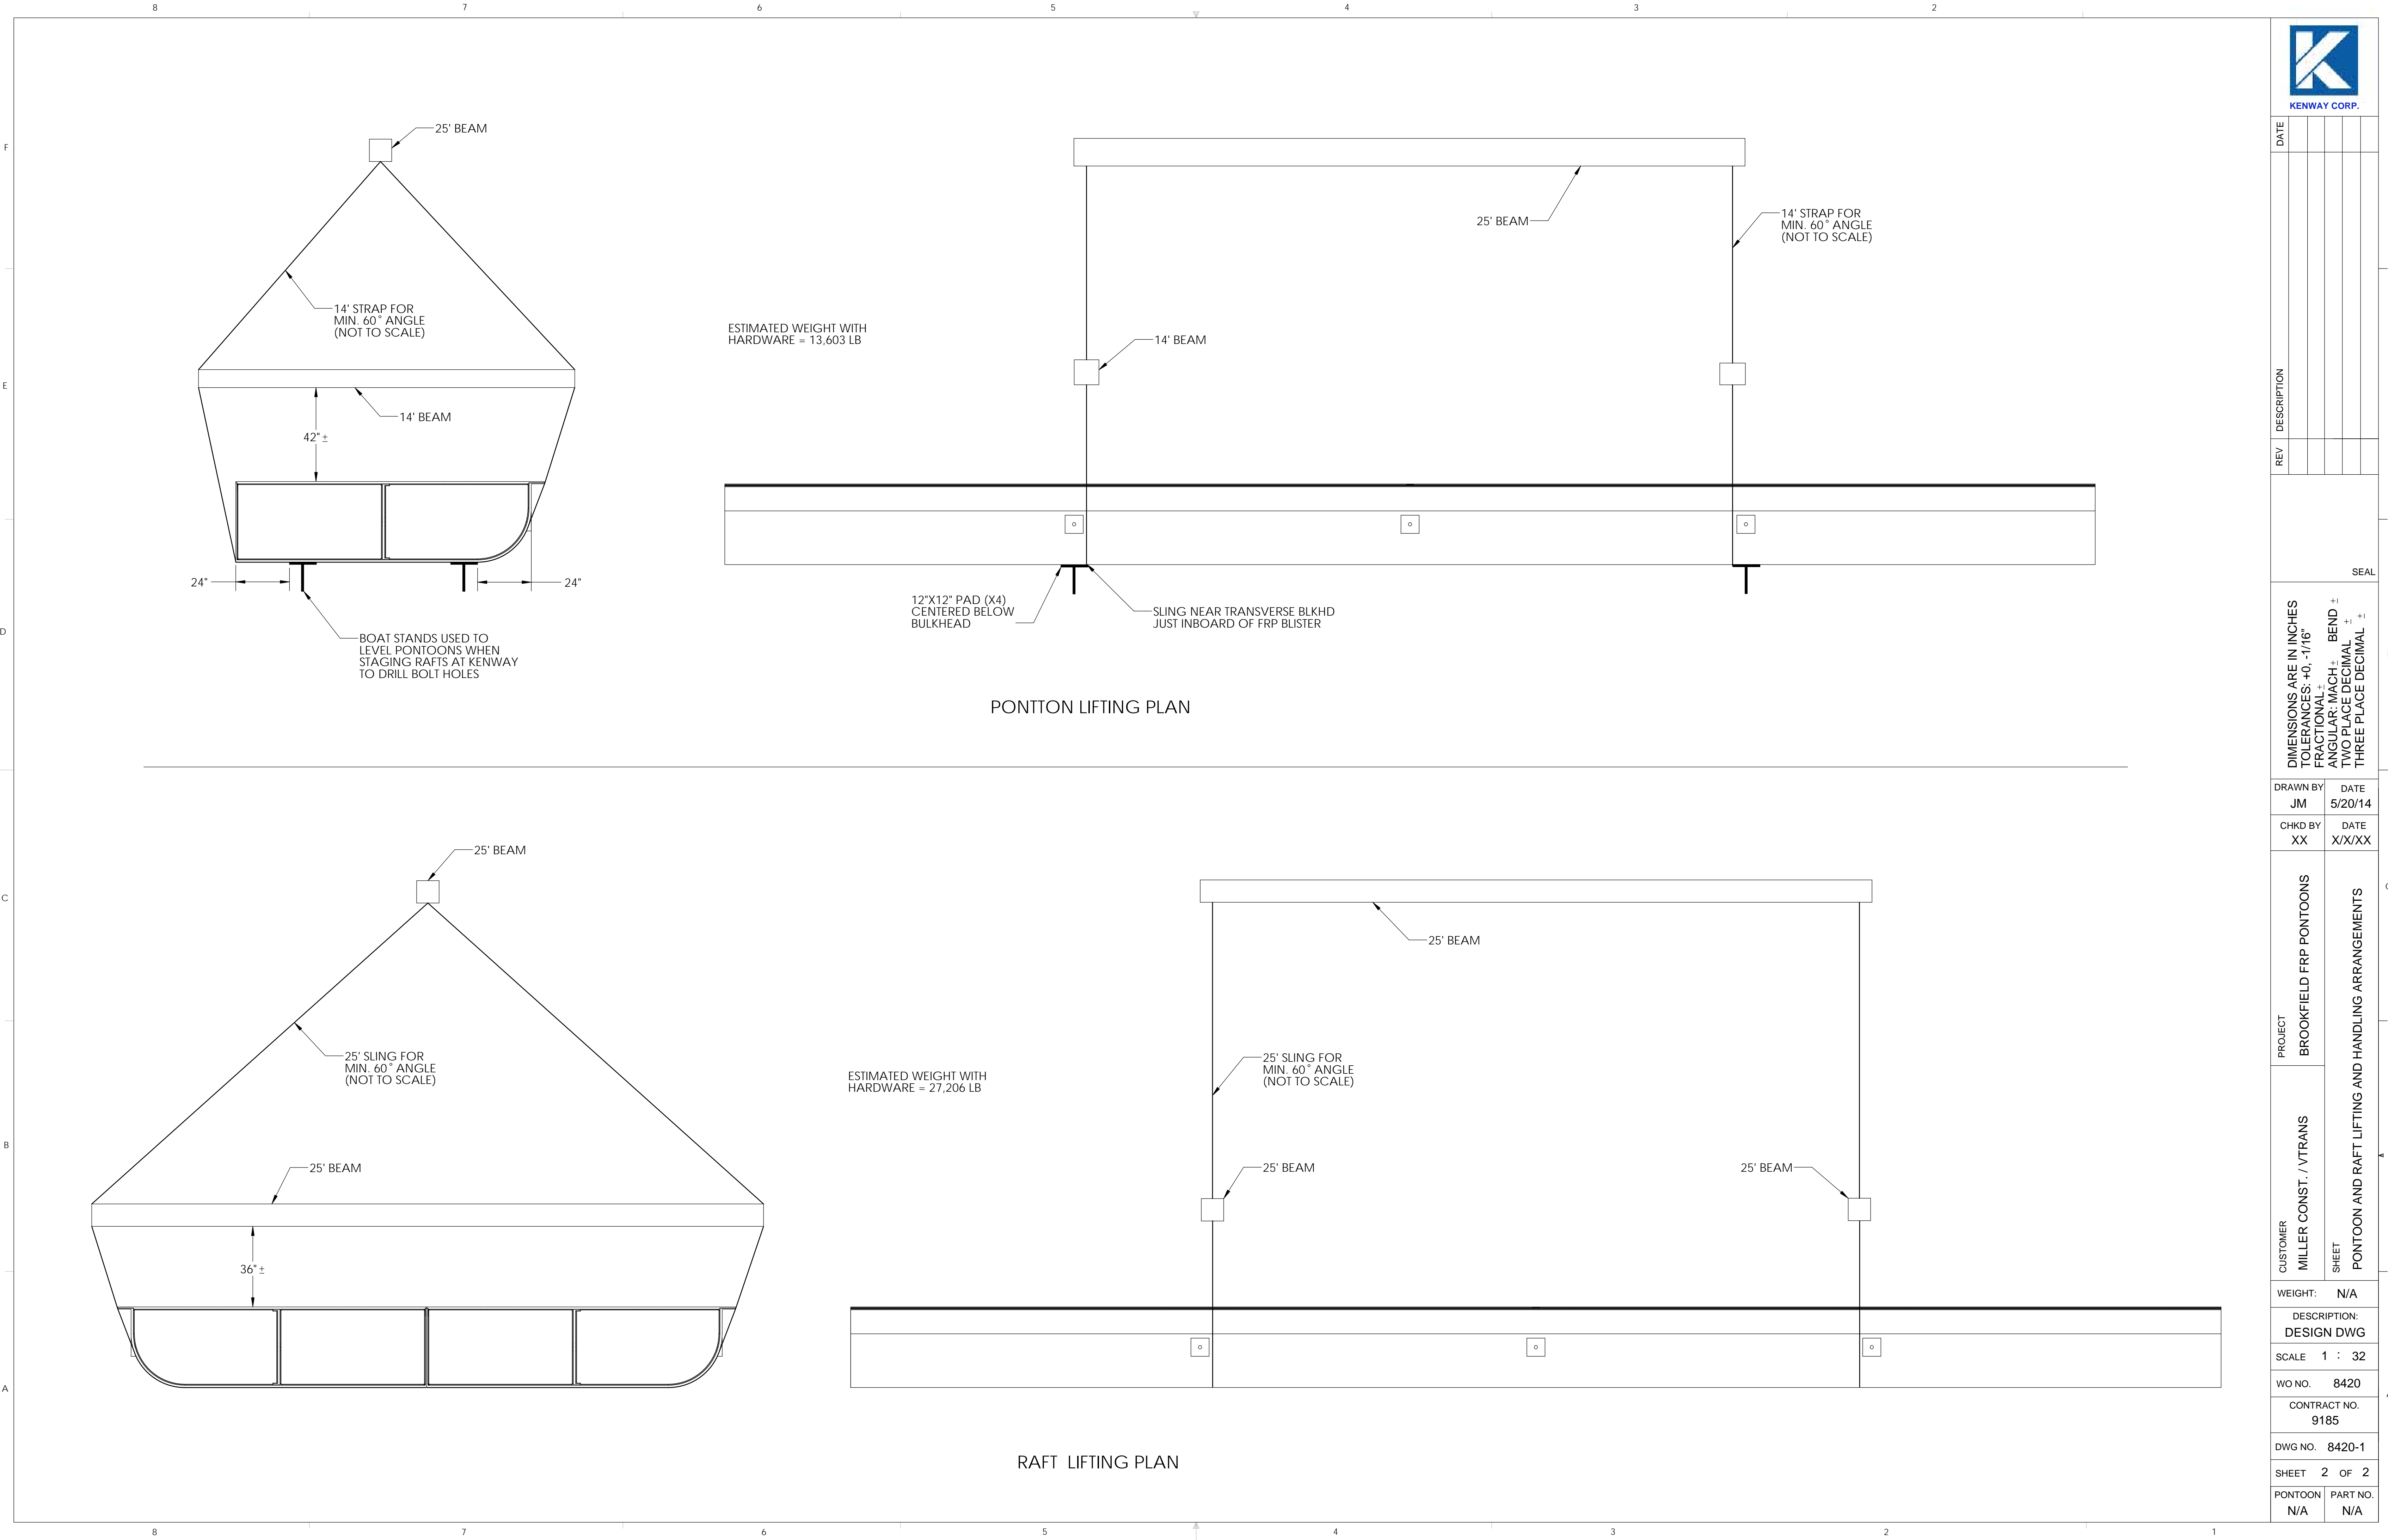 8 7 6 5 4 3 2
F
E
D
C
B
A
25' BEAM
14' STRAP FOR
MIN. 60° ANGLE
(NOT TO SCALE)
14' BEAM
42" ±
24"
24"
BOAT STANDS USED TO
LEVEL PONTOONS WHEN
STAGING RAFTS AT KENWAY
TO DRILL BOLT HOLES
ESTIMATED WEIGHT WITH
HARDWARE = 13,603 LB
25' BEAM
14' STRAP FOR
MIN. 60° ANGLE
(NOT TO SCALE)
14' BEAM
12"X12" PAD (X4)
CENTERED BELOW
BULKHEAD
SLING NEAR TRANSVERSE BLKHD
JUST INBOARD OF FRP BLISTER
PONTTON LIFTING PLAN
25' BEAM
25' SLING FOR
MIN. 60° ANGLE
(NOT TO SCALE)
25' BEAM
36" ±
ESTIMATED WEIGHT WITH
HARDWARE = 27,206 LB
25' BEAM
25' SLING FOR
MIN. 60° ANGLE
(NOT TO SCALE)
25' BEAM
25' BEAM
RAFT LIFTING PLAN
8 7 6 5 4 3 2 1
K
KENWAY CORP.
DATE
DESCRIPTION
REV
SEAL
DIMENSIONS ARE IN INCHES
TOLERANCES: +0, -1/16"
FRACTIONAL ±
ANGULAR: MACH ± BEND ±
TWO PLACE DECIMAL ±
THREE PLACE DECIMAL ±
DRAWN BY DATE
JM 5/20/14
CHKD BY DATE
XX X/X/XX
PROJECT
BROOKFIELD FRP PONTOONS
CUSTOMER
MILLER CONST. / VTRANS
SHEET
PONTOON AND RAFT LIFTING AND HANDLING ARRANGEMENTS
WEIGHT: N/A
DESCRIPTION:
DESIGN DWG
SCALE 1 : 32
WO NO. 8420
CONTRACT NO.
9185
DWG NO. 8420-1
SHEET 2 OF 2
PONTOON PART NO.
N/A N/A